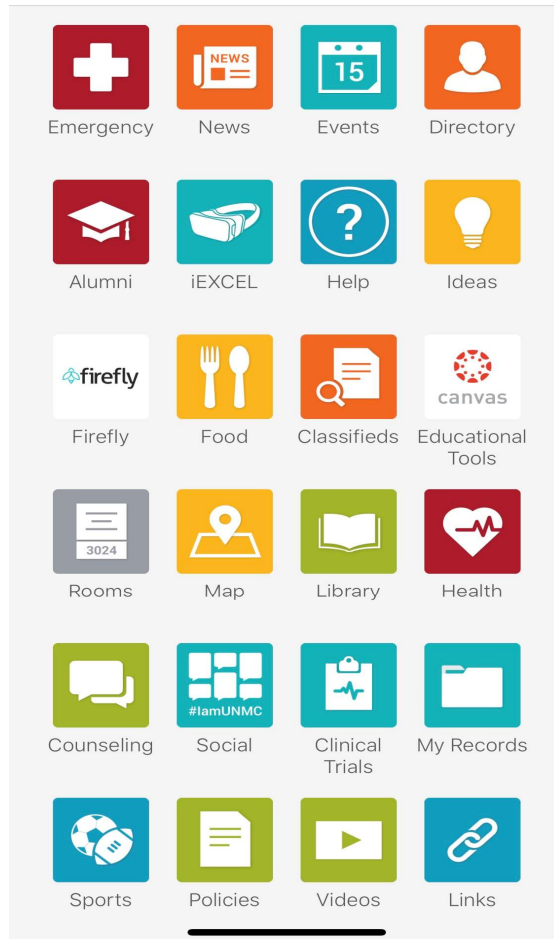 NEWS
15
Emergency News Events Directory
?
Alumni iEXCEL Help Ideas
firefly
canvas
Firefly Food Classifieds Educational
Tools
3024
Rooms Map Library Health
#IamUNMC
Counseling Social Clinical My Records
Trials
Sports Policies Videos Links